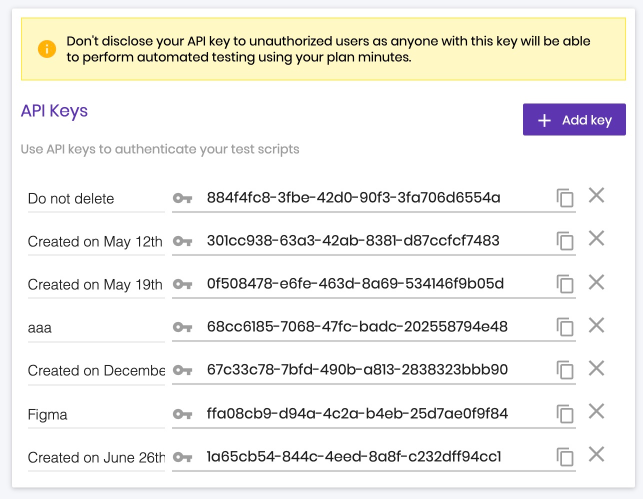 Don't disclose your API key to unauthorized users as anyone with this key will be able
to perform automated testing using your plan minutes.
API Keys
Add key
Use API keys to authenticate your test scripts
Do not delete 884f4fc8-3fbe-42d0-90f3-3fa706d6554a
Created on May 12th 301cc938-63a3-42ab-8381-d87ccfcf7483
Created on May 19th 0f508478-e6fe-463d-8a69-534146f9b05d
aaa 68cc6185-7068-47fc-badc-202558794e48
Created on Decembe 67c33c78-7bfd-490b-a813-2838323bbb90
Figma ffa08cb9-d94a-4c2a-b4eb-25d7ae0f9f84
Created on June 26th 1a65cb54-844c-4eed-8a8f-c232dff94cc1